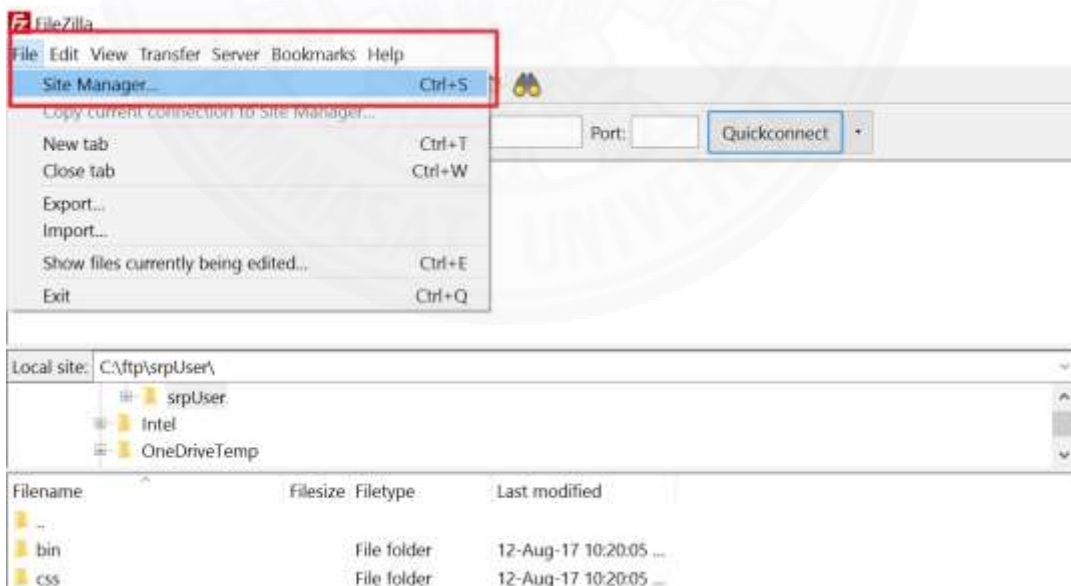 FileZilla
File Edit View Transfer Server Bookmarks Help
Site Manager... Ctrl+S
Copy current connection to Site Manager...
Port: Quickconnect
New tab Ctrl+T
Close tab Ctrl+W
Export...
Import...
Show files currently being edited... Ctrl+E
Exit Ctrl+Q
Local site: C:\ftp\srpUser\
srpUser
Intel
OneDriveTemp
Filename Filesize Filetype Last modified
..
bin File folder 12-Aug-17 10:20:05 ...
css File folder 12-Aug-17 10:20:05 ...